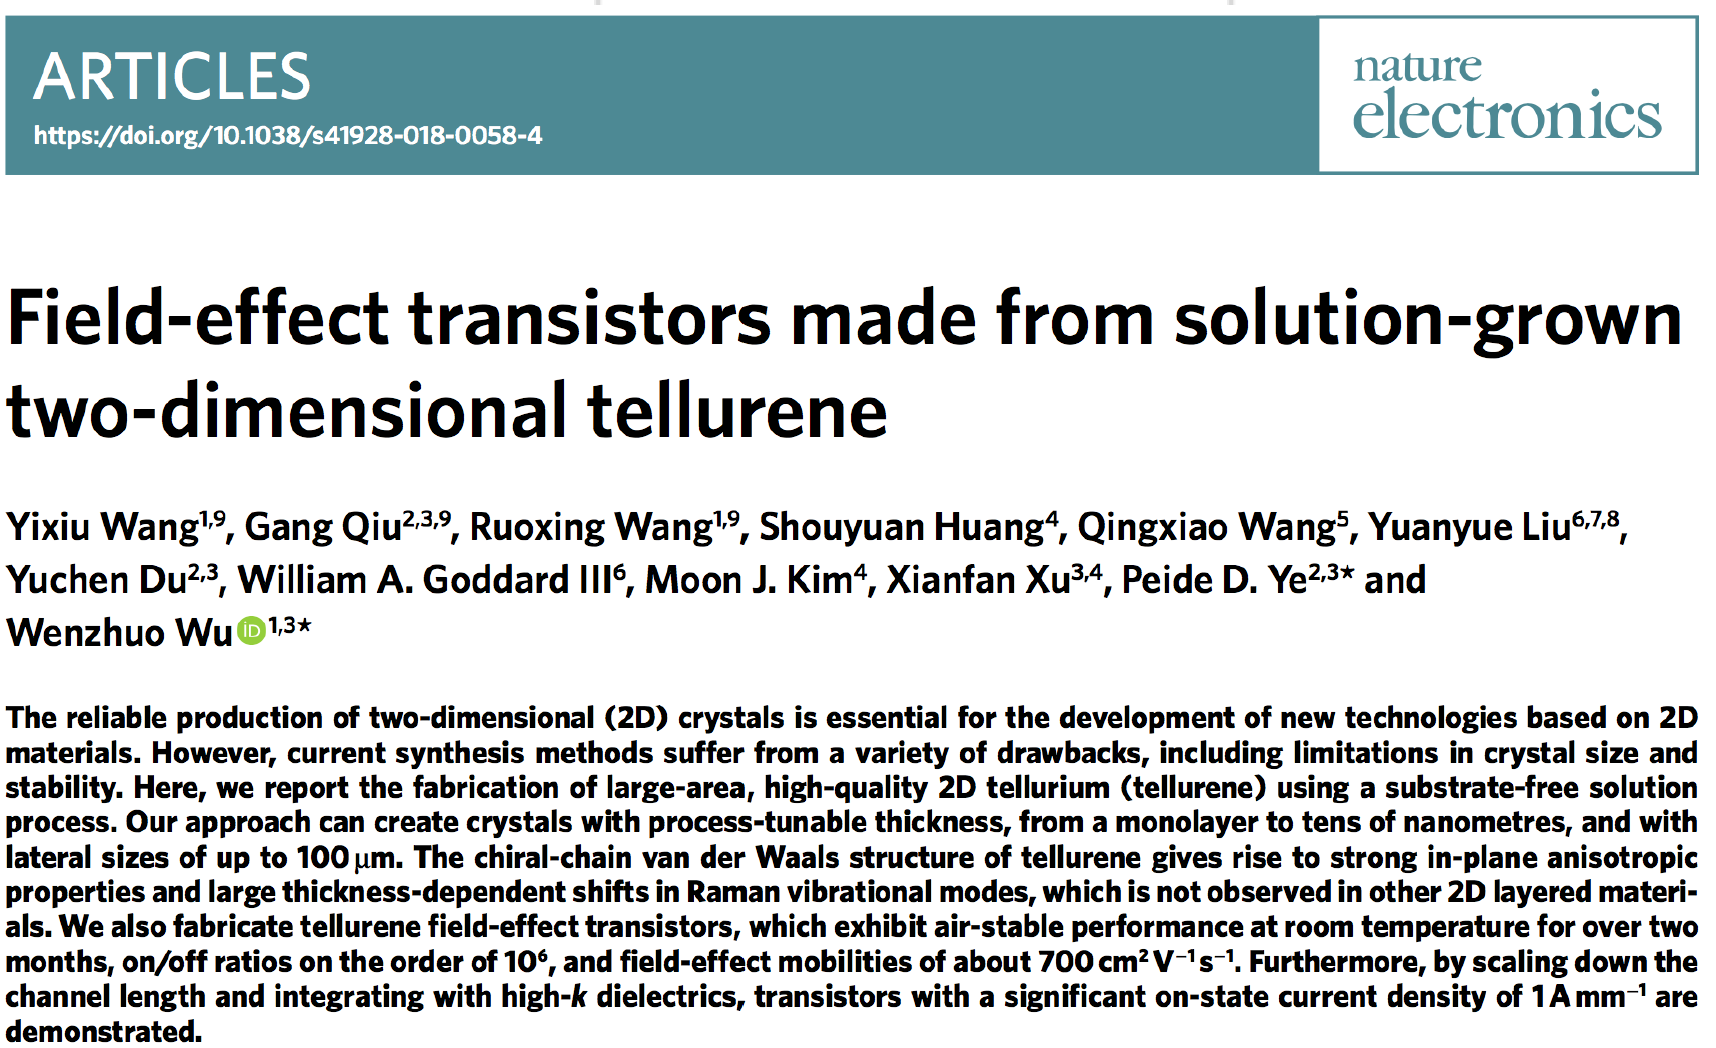 ARTICLES
https://doi.org/10.1038/s41928-018-0058-4
nature
electronics
Field-effect transistors made from solution-grown
two-dimensional tellurene
Yixiu Wang1,9, Gang Qiu2,3,9, Ruoxing Wang1,9, Shouyuan Huang4, Qingxiao Wang5, Yuanyue Liu6,7,8,
Yuchen Du2,3, William A. Goddard III6, Moon J. Kim4, Xianfan Xu3,4, Peide D. Ye2,3* and
Wenzhuo Wu iD 1,3*
The reliable production of two-dimensional (2D) crystals is essential for the development of new technologies based on 2D
materials. However, current synthesis methods suffer from a variety of drawbacks, including limitations in crystal size and
stability. Here, we report the fabrication of large-area, high-quality 2D tellurium (tellurene) using a substrate-free solution
process. Our approach can create crystals with process-tunable thickness, from a monolayer to tens of nanometres, and with
lateral sizes of up to 100 μm. The chiral-chain van der Waals structure of tellurene gives rise to strong in-plane anisotropic
properties and large thickness-dependent shifts in Raman vibrational modes, which is not observed in other 2D layered materi-
als. We also fabricate tellurene field-effect transistors, which exhibit air-stable performance at room temperature for over two
months, on/off ratios on the order of 10⁶, and field-effect mobilities of about 700 cm² V⁻¹ s⁻¹. Furthermore, by scaling down the
channel length and integrating with high-k dielectrics, transistors with a significant on-state current density of 1 A mm⁻¹ are
demonstrated.